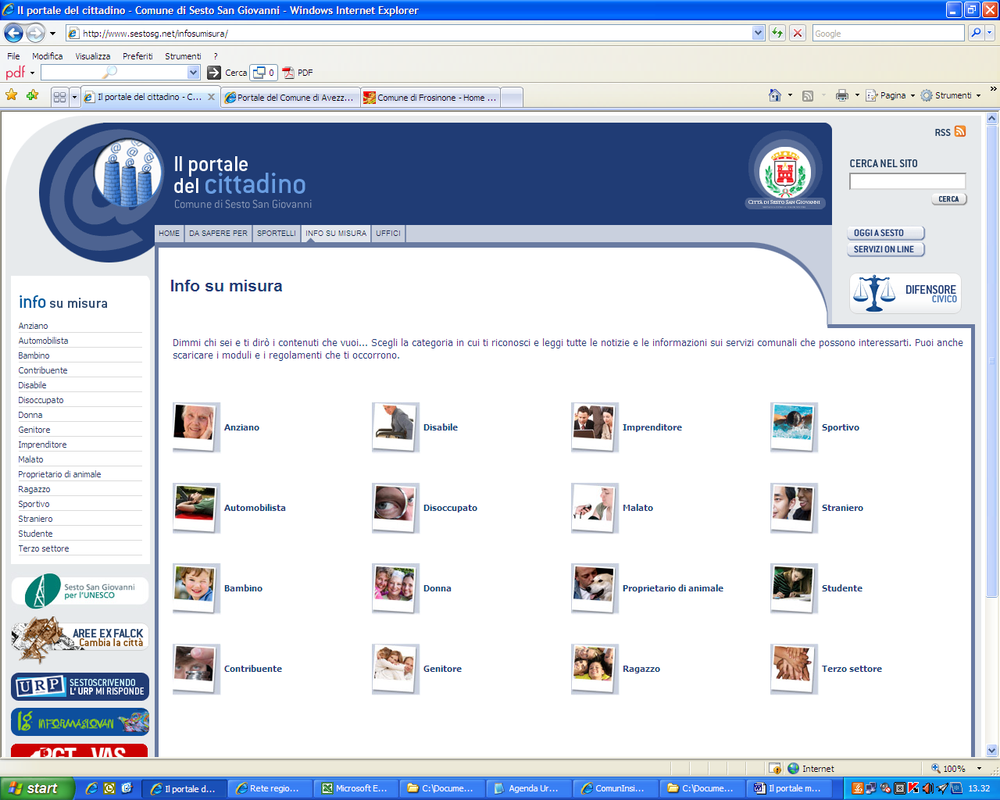 Il portale del cittadino - Comune di Sesto San Giovanni - Windows Internet Explorer
http://www.sestosg.net/infosumisura/
Google
File Modifica Visualizza Preferiti Strumenti ?
pdf Cerca 0 PDF
Il portale del cittadino - C... Portale del Comune di Avezz... Comune di Frosinone - Home ... Pagina Strumenti »
RSS
Il portale
del cittadino
Comune di Sesto San Giovanni
CITTÀ DI SESTO SAN GIOVANNI
CERCA NEL SITO
CERCA
HOME DA SAPERE PER SPORTELLI INFO SU MISURA UFFICI
OGGI A SESTO
SERVIZI ON LINE
DIFENSORE
CIVICO
Info su misura
info su misura
Anziano
Automobilista
Bambino
Contribuente
Disabile
Disoccupato
Donna
Genitore
Imprenditore
Malato
Proprietario di animale
Ragazzo
Sportivo
Straniero
Studente
Terzo settore
Dimmi chi sei e ti dirò i contenuti che vuoi... Scegli la categoria in cui ti riconosci e leggi tutte le notizie e le informazioni sui servizi comunali che possono interessarti. Puoi anche
scaricare i moduli e i regolamenti che ti occorrono.
Anziano Disabile Imprenditore Sportivo
Automobilista Disoccupato Malato Straniero
Bambino Donna Proprietario di animale Studente
Contribuente Genitore Ragazzo Terzo settore
Sesto San Giovanni
per l'UNESCO
AREE EX FALCK
Cambia la città
URP SESTOSCRIVENDO
L'URP MI RISPONDE
IG INFORMAGIOVANI
PGT VAS
Internet 100%
start Il portale d... Rete regio... Microsoft E... C:\Docume... Agenda Ur... ComunInsi... C:\Docume... Il portale m... 13.32